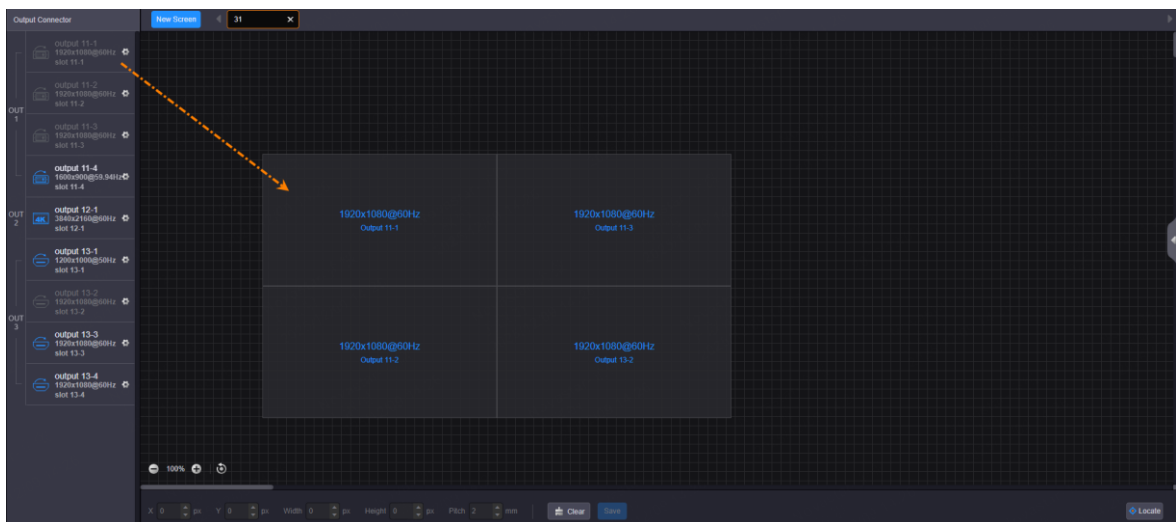 Output Connector
New Screen
31
OUT 1
output 11-1
1920x1080@60Hz
slot 11-1
output 11-2
1920x1080@60Hz
slot 11-2
output 11-3
1920x1080@60Hz
slot 11-3
output 11-4
1600x900@59.94Hz
slot 11-4
OUT 2
4K
output 12-1
3840x2160@60Hz
slot 12-1
OUT 3
output 13-1
1200x1000@50Hz
slot 13-1
output 13-2
1920x1080@60Hz
slot 13-2
output 13-3
1920x1080@60Hz
slot 13-3
output 13-4
1920x1080@60Hz
slot 13-4
1920x1080@60Hz
Output 11-1
1920x1080@60Hz
Output 11-3
1920x1080@60Hz
Output 11-2
1920x1080@60Hz
Output 13-2
100%
X 0 px Y 0 px Width 0 px Height 0 px Pitch 2 mm Clear Save Locate